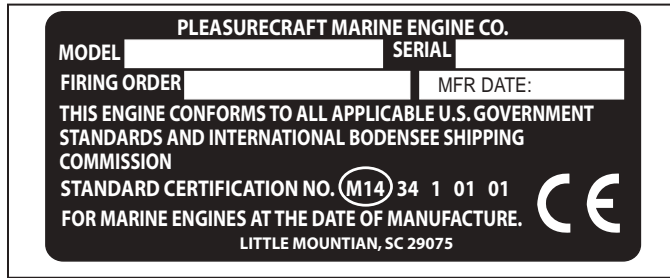 PLEASURECRAFT MARINE ENGINE CO.
MODEL SERIAL
FIRING ORDER MFR DATE:
THIS ENGINE CONFORMS TO ALL APPLICABLE U.S. GOVERNMENT
STANDARDS AND INTERNATIONAL BODENSEE SHIPPING
COMMISSION
STANDARD CERTIFICATION NO. M14 34 1 01 01
FOR MARINE ENGINES AT THE DATE OF MANUFACTURE.
CE
LITTLE MOUNTIAN, SC 29075